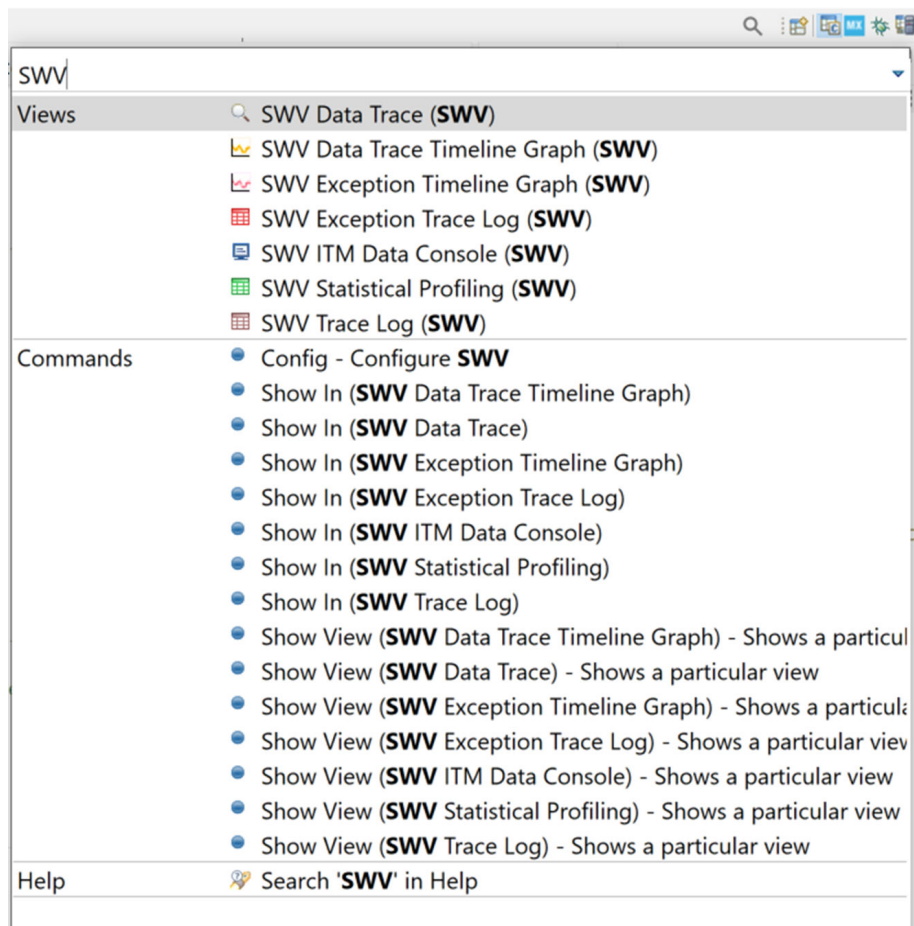 MX
SWV
Views
SWV Data Trace (SWV)
SWV Data Trace Timeline Graph (SWV)
SWV Exception Timeline Graph (SWV)
SWV Exception Trace Log (SWV)
SWV ITM Data Console (SWV)
SWV Statistical Profiling (SWV)
SWV Trace Log (SWV)
Commands
Config - Configure SWV
Show In (SWV Data Trace Timeline Graph)
Show In (SWV Data Trace)
Show In (SWV Exception Timeline Graph)
Show In (SWV Exception Trace Log)
Show In (SWV ITM Data Console)
Show In (SWV Statistical Profiling)
Show In (SWV Trace Log)
Show View (SWV Data Trace Timeline Graph) - Shows a particul
Show View (SWV Data Trace) - Shows a particular view
Show View (SWV Exception Timeline Graph) - Shows a particula
Show View (SWV Exception Trace Log) - Shows a particular view
Show View (SWV ITM Data Console) - Shows a particular view
Show View (SWV Statistical Profiling) - Shows a particular view
Show View (SWV Trace Log) - Shows a particular view
Help
Search 'SWV' in Help